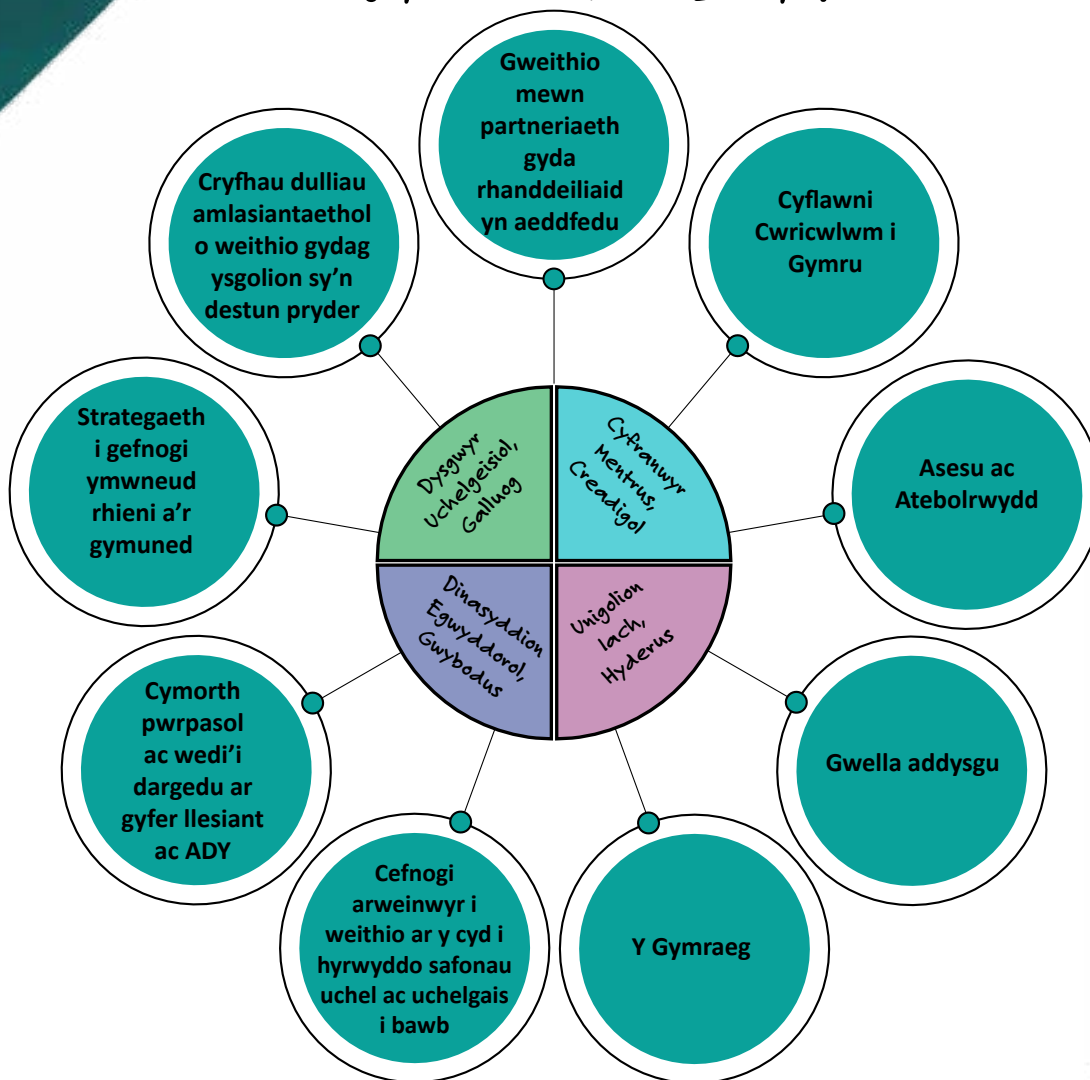 Gweithio
mewn
partneriaeth
gyda
rhanddeiliaid
yn aeddfedu
Cyflawni
Cwricwlwm i
Gymru
Asesu ac
Atebolrwydd
Gwella addysgu
Y Gymraeg
Cefnogi
arweinwyr i
weithio ar y cyd i
hyrwyddo safonau
uchel ac uchelgais
i bawb
Cymorth
pwrpasol
ac wedi’i
dargedu ar
gyfer llesiant
ac ADY
Strategaeth
i gefnogi
ymwneud
rhieni a’r
gymuned
Cryfhau dulliau
amlasiantaethol
o weithio gydag
ysgolion sy’n
destun pryder
Dysgwyr
Uchelgeisiol,
Galluog
Cyfranwyr
Mentrus,
Creadigol
Dinasyddion
Egwyddorol,
Gwybodus
Unigolion
Iach,
Hyderus